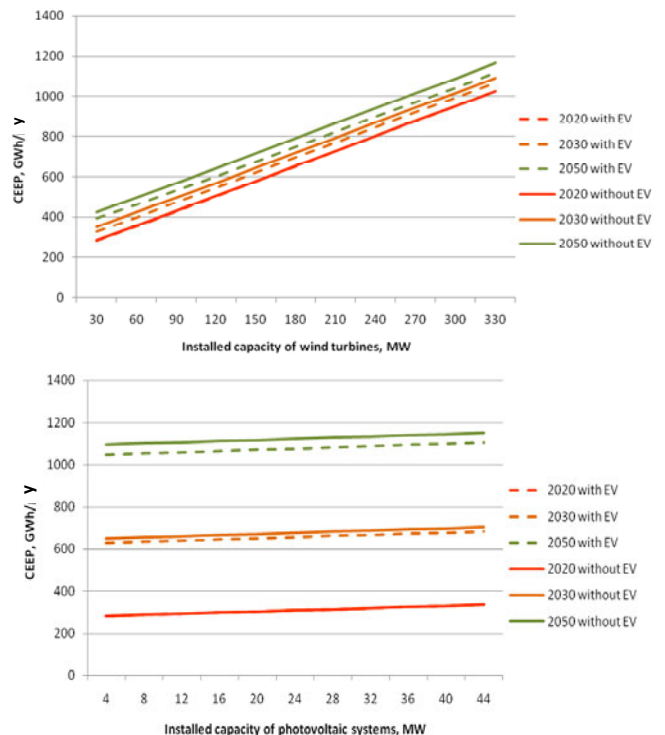 1400
1200
1000
800
600
400
200
0
CEEP, GWh/ y
30 60 90 120 150 180 210 240 270 300 330
Installed capacity of wind turbines, MW
2020 with EV
2030 with EV
2050 with EV
2020 without EV
2030 without EV
2050 without EV
1400
1200
1000
800
600
400
200
0
CEEP, GWh/ y
4 8 12 16 20 24 28 32 36 40 44
Installed capacity of photovoltaic systems, MW
2020 with EV
2030 with EV
2050 with EV
2020 without EV
2030 without EV
2050 without EV